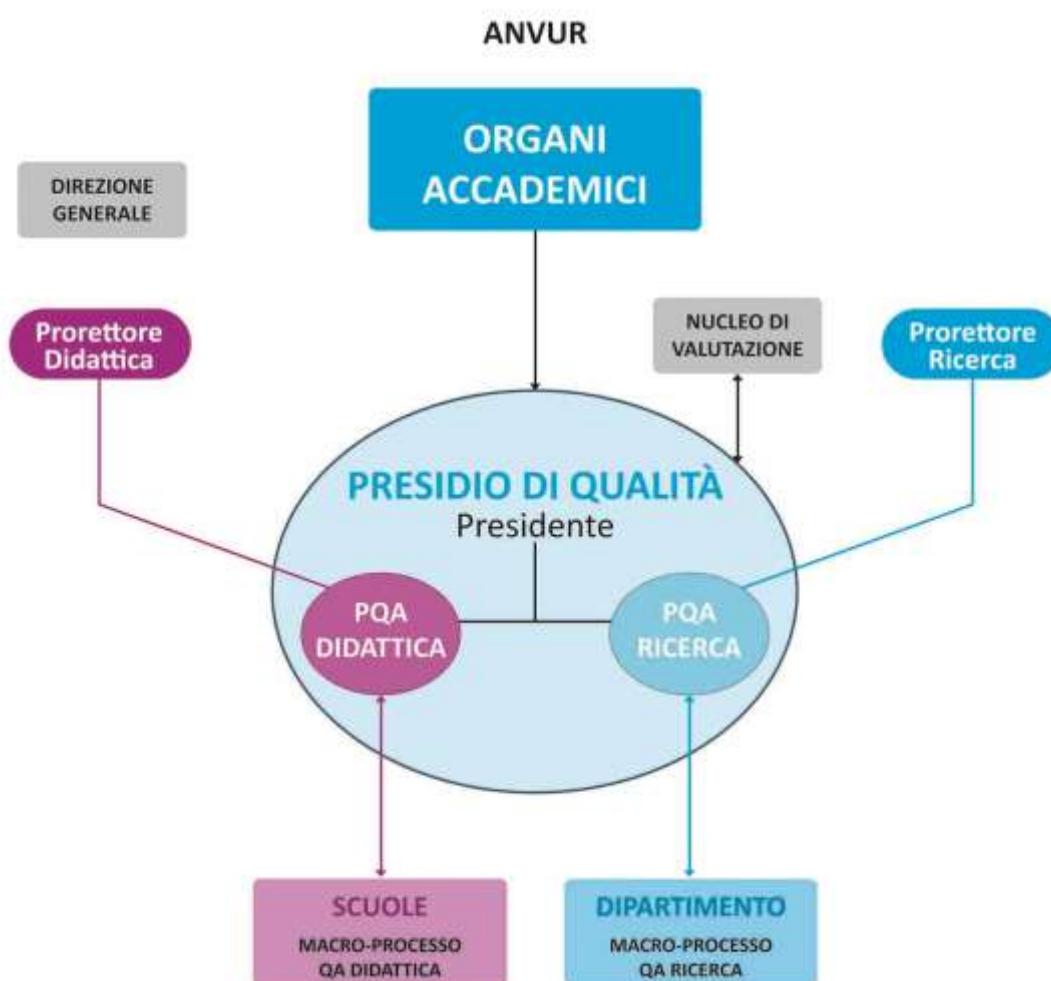 ANVUR
ORGANI
ACCADEMICI
DIREZIONE
GENERALE
Prorettore
Didattica
NUCLEO DI
VALUTAZIONE
Prorettore
Ricerca
PRESIDIO DI QUALITÀ
Presidente
PQA
DIDATTICA
PQA
RICERCA
SCUOLE
MACRO-PROCESSO
QA DIDATTICA
DIPARTIMENTO
MACRO-PROCESSO
QA RICERCA